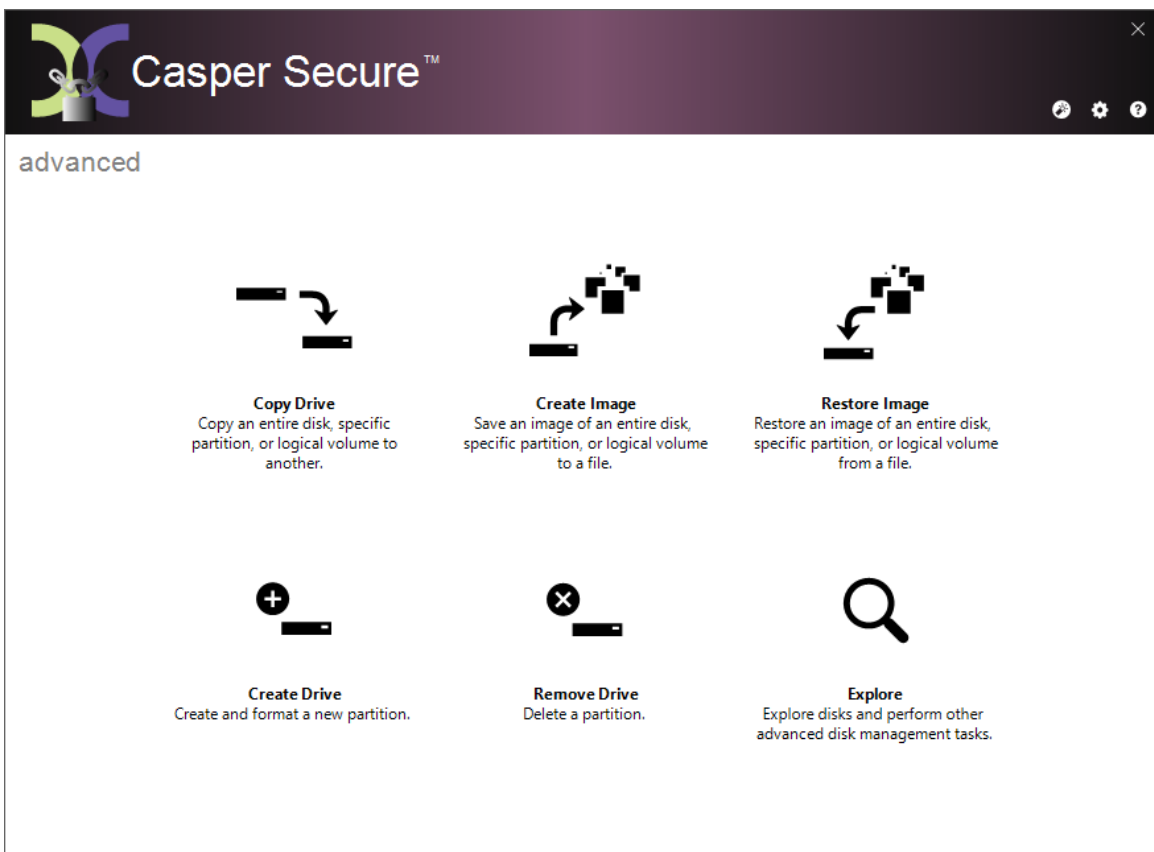 Casper Secure™
advanced
Copy Drive
Copy an entire disk, specific
partition, or logical volume to
another.
Create Image
Save an image of an entire disk,
specific partition, or logical volume
to a file.
Restore Image
Restore an image of an entire disk,
specific partition, or logical volume
from a file.
Create Drive
Create and format a new partition.
Remove Drive
Delete a partition.
Explore
Explore disks and perform other
advanced disk management tasks.